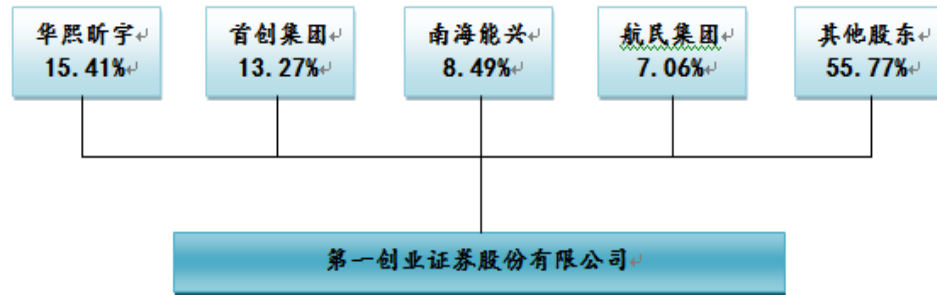 华熙昕宇
15.41%
首创集团
13.27%
南海能兴
8.49%
航民集团
7.06%
其他股东
55.77%
第一创业证券股份有限公司